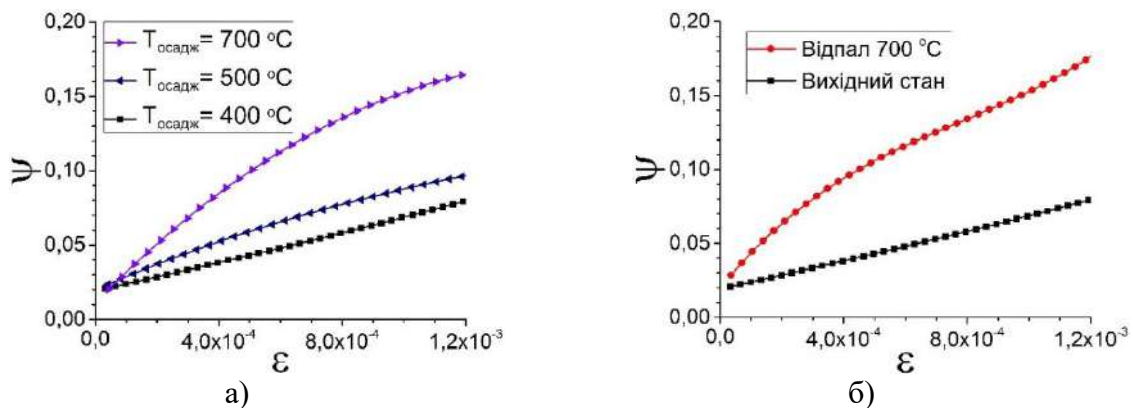 0,20
0,15
0,10
0,05
0,00
ψ
T осадж = 700 °C
T осадж = 500 °C
T осадж = 400 °C
0,0 4,0x10⁻⁴ 8,0x10⁻⁴ 1,2x10⁻³
ε
а)
0,20
0,15
0,10
0,05
0,00
ψ
Відпал 700 °C
Вихідний стан
0,0 4,0x10⁻⁴ 8,0x10⁻⁴ 1,2x10⁻³
ε
б)